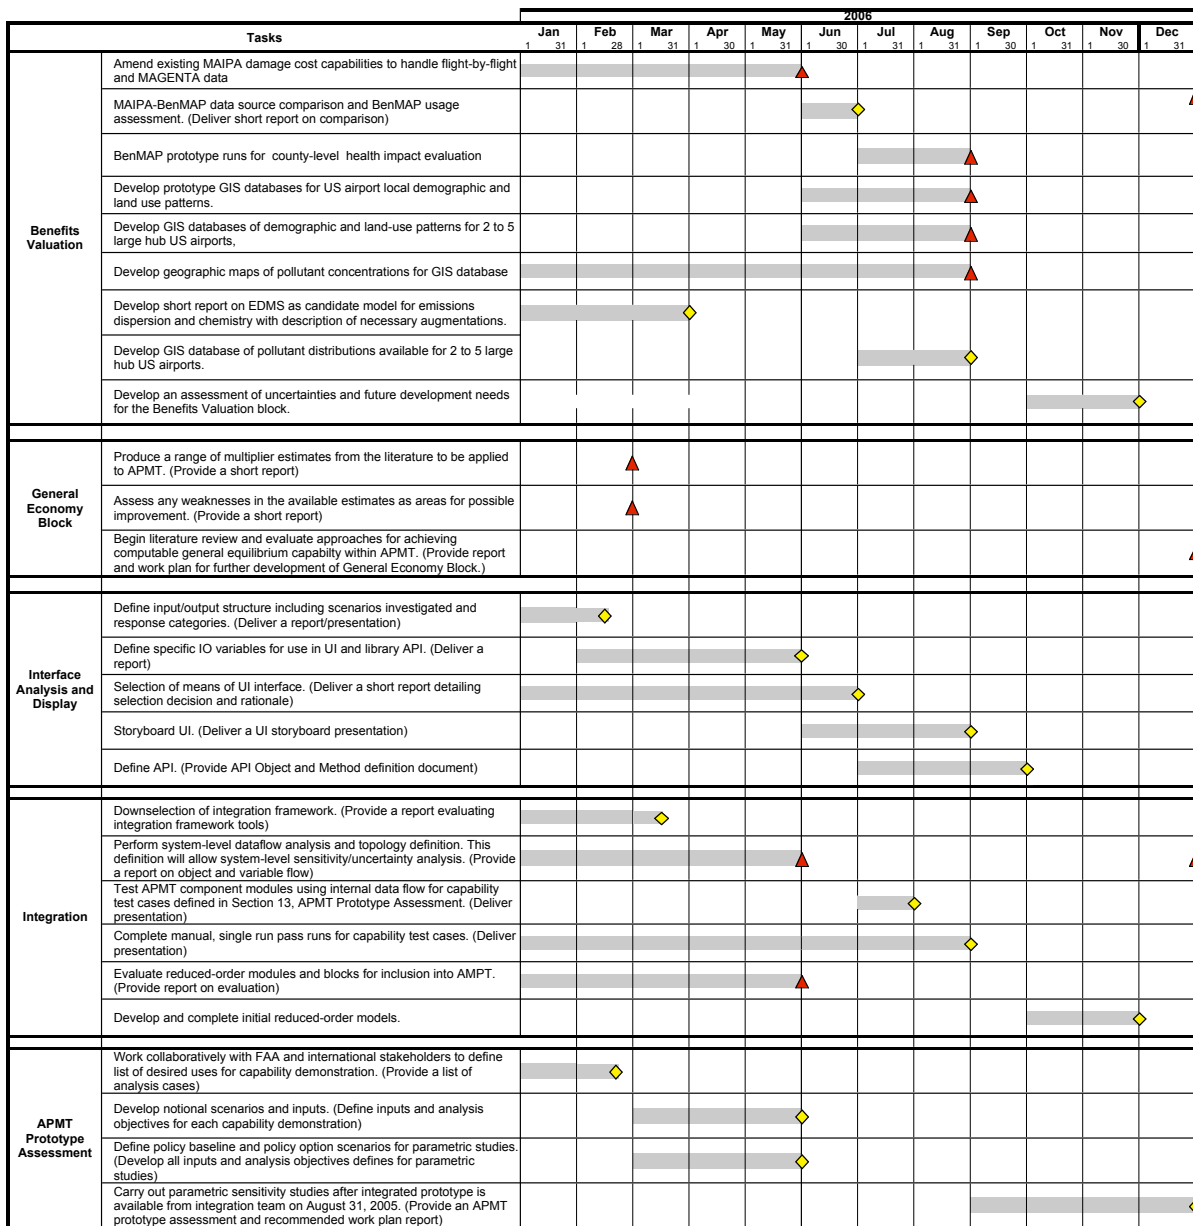 2006
Tasks
Jan Feb Mar Apr May Jun Jul Aug Sep Oct Nov Dec
1 31 1 28 1 31 1 30 1 31 1 30 1 31 1 31 1 30 1 31 1 30 1 31
Benefits
Valuation
Amend existing MAIPA damage cost capabilities to handle flight-by-flight
and MAGENTA data
MAIPA-BenMAP data source comparison and BenMAP usage
assessment. (Deliver short report on comparison)
BenMAP prototype runs for county-level health impact evaluation
Develop prototype GIS databases for US airport local demographic and
land use patterns.
Develop GIS databases of demographic and land-use patterns for 2 to 5
large hub US airports,
Develop geographic maps of pollutant concentrations for GIS database
Develop short report on EDMS as candidate model for emissions
dispersion and chemistry with description of necessary augmentations.
Develop GIS database of pollutant distributions available for 2 to 5 large
hub US airports.
Develop an assessment of uncertainties and future development needs
for the Benefits Valuation block.
General
Economy
Block
Produce a range of multiplier estimates from the literature to be applied
to APMT. (Provide a short report)
Assess any weaknesses in the available estimates as areas for possible
improvement. (Provide a short report)
Begin literature review and evaluate approaches for achieving
computable general equilibrium capabilty within APMT. (Provide report
and work plan for further development of General Economy Block.)
Interface
Analysis and
Display
Define input/output structure including scenarios investigated and
response categories. (Deliver a report/presentation)
Define specific IO variables for use in UI and library API. (Deliver a
report)
Selection of means of UI interface. (Deliver a short report detailing
selection decision and rationale)
Storyboard UI. (Deliver a UI storyboard presentation)
Define API. (Provide API Object and Method definition document)
Integration
Downselection of integration framework. (Provide a report evaluating
integration framework tools)
Perform system-level dataflow analysis and topology definition. This
definition will allow system-level sensitivity/uncertainty analysis. (Provide
a report on object and variable flow)
Test APMT component modules using internal data flow for capability
test cases defined in Section 13, APMT Prototype Assessment. (Deliver
presentation)
Complete manual, single run pass runs for capability test cases. (Deliver
presentation)
Evaluate reduced-order modules and blocks for inclusion into AMPT.
(Provide report on evaluation)
Develop and complete initial reduced-order models.
APMT
Prototype
Assessment
Work collaboratively with FAA and international stakeholders to define
list of desired uses for capability demonstration. (Provide a list of
analysis cases)
Develop notional scenarios and inputs. (Define inputs and analysis
objectives for each capability demonstration)
Define policy baseline and policy option scenarios for parametric studies.
(Develop all inputs and analysis objectives defines for parametric
studies)
Carry out parametric sensitivity studies after integrated prototype is
available from integration team on August 31, 2005. (Provide an APMT
prototype assessment and recommended work plan report)